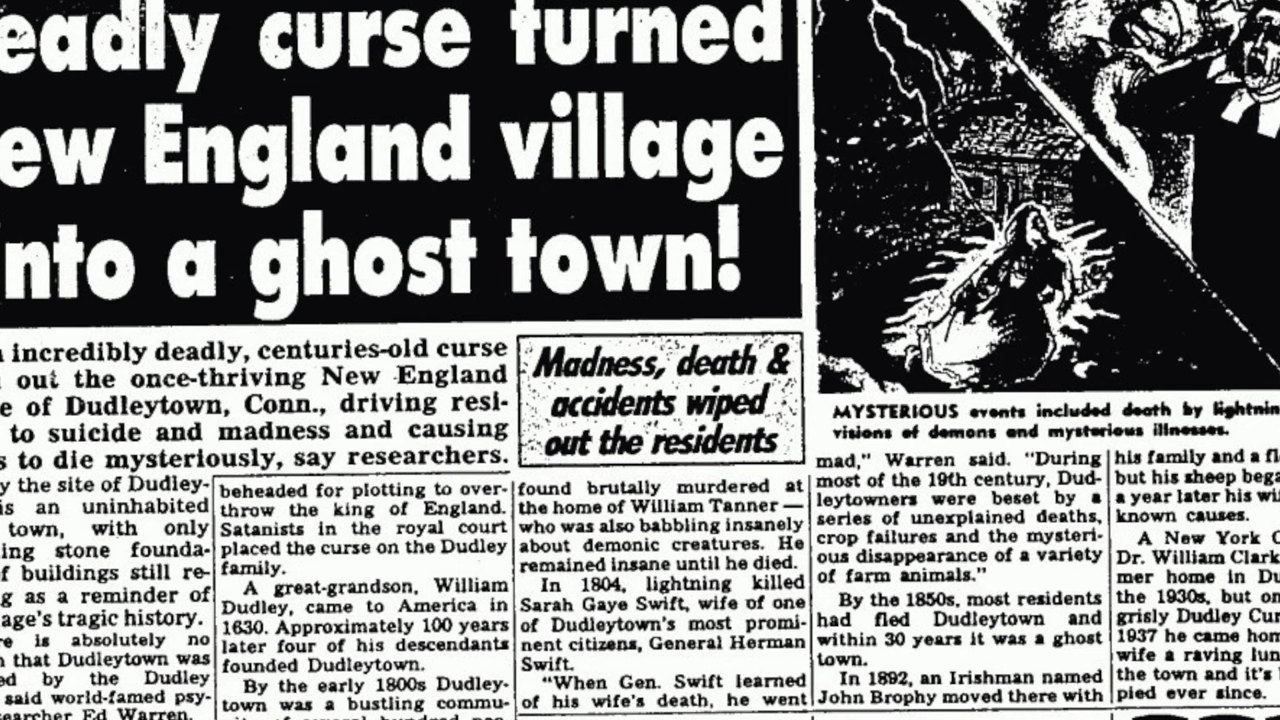 eadly curse turned
ew England village
into a ghost town!
incredibly deadly, centuries-old curse
out the once-thriving New England
e of Dudleytown, Conn., driving resi-
to suicide and madness and causing
s to die mysteriously, say researchers.
Madness, death &
accidents wiped
out the residents
MYSTERIOUS events included death by lightnin
visions of demons and mysterious illnesses.
y the site of Dudley-
is an uninhabited
town, with only
ing stone founda-
f buildings still re-
g as a reminder of
age's tragic history.
re is absolutely no
n that Dudleytown was
ed by the Dudley
said world-famed psy-
searcher Ed Warren.
beheaded for plotting to over-
throw the king of England.
Satanists in the royal court
placed the curse on the Dudley
family.
A great-grandson, William
Dudley, came to America in
1630. Approximately 100 years
later four of his descendants
founded Dudleytown.
By the early 1800s Dudley-
town was a bustling commu-
nity of several hundred peo-
found brutally murdered at
the home of William Tanner —
who was also babbling insanely
about demonic creatures. He
remained insane until he died.
In 1804, lightning killed
Sarah Gaye Swift, wife of one
of Dudleytown's most promi-
nent citizens, General Herman
Swift.
"When Gen. Swift learned
of his wife's death, he went
mad," Warren said. "During
most of the 19th century, Dud-
leytowners were beset by a
series of unexplained deaths,
crop failures and the mysteri-
ous disappearance of a variety
of farm animals."
By the 1850s, most residents
had fled Dudleytown and
within 30 years it was a ghost
town.
In 1892, an Irishman named
John Brophy moved there with
his family and a fl
but his sheep bega
a year later his wi
known causes.
A New York C
Dr. William Clark
mer home in Du
the 1930s, but on
grisly Dudley Cur
1937 he came hom
wife a raving lun
the town and it's
pied ever since.